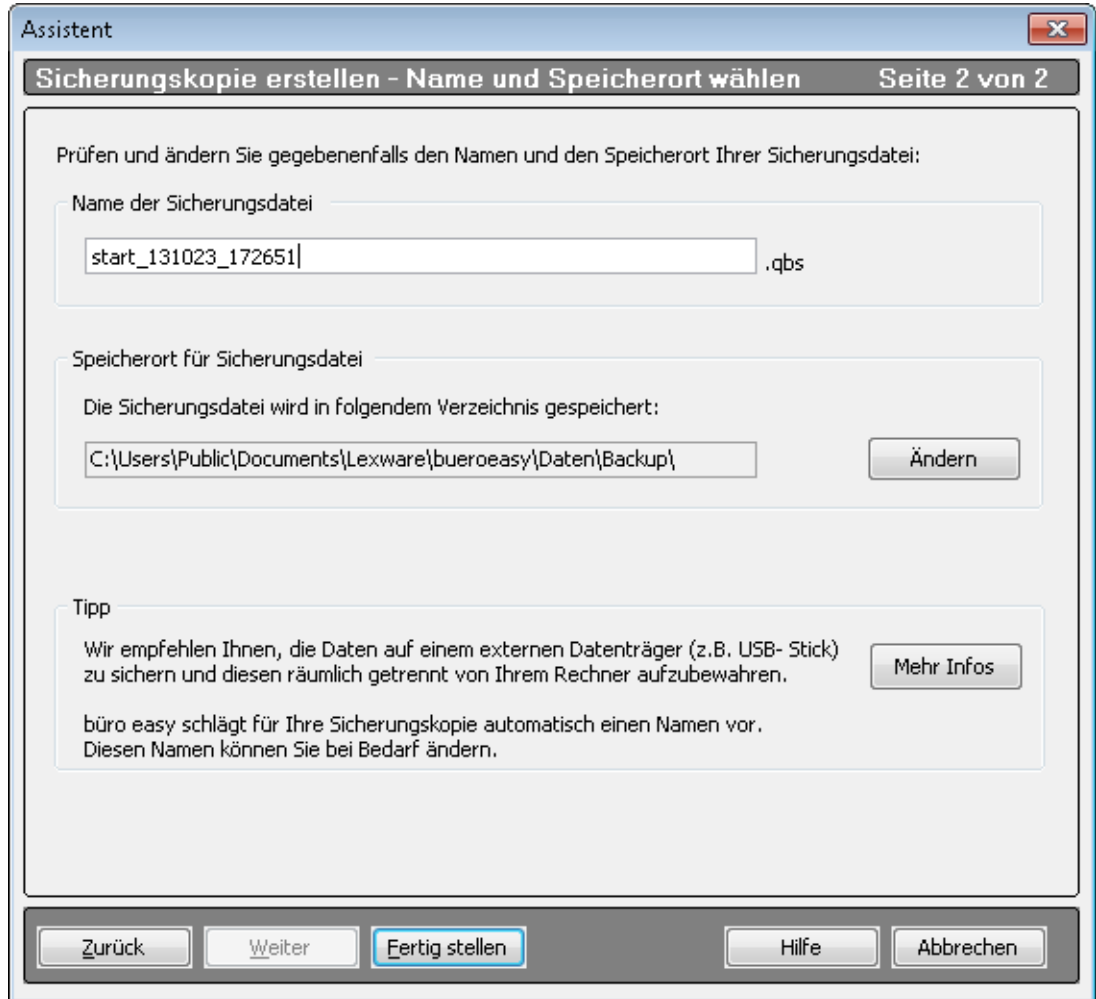 Assistent
Sicherungskopie erstellen - Name und Speicherort wählen Seite 2 von 2
Prüfen und ändern Sie gegebenenfalls den Namen und den Speicherort Ihrer Sicherungsdatei:
Name der Sicherungsdatei
start_131023_172651 .qbs
Speicherort für Sicherungsdatei
Die Sicherungsdatei wird in folgendem Verzeichnis gespeichert:
C:\Users\Public\Documents\Lexware\bueroeasy\Daten\Backup\ Ändern
Tipp
Wir empfehlen Ihnen, die Daten auf einem externen Datenträger (z.B. USB- Stick)
zu sichern und diesen räumlich getrennt von Ihrem Rechner aufzubewahren.
Mehr Infos
büro easy schlägt für Ihre Sicherungskopie automatisch einen Namen vor.
Diesen Namen können Sie bei Bedarf ändern.
Zurück Weiter Fertig stellen Hilfe Abbrechen